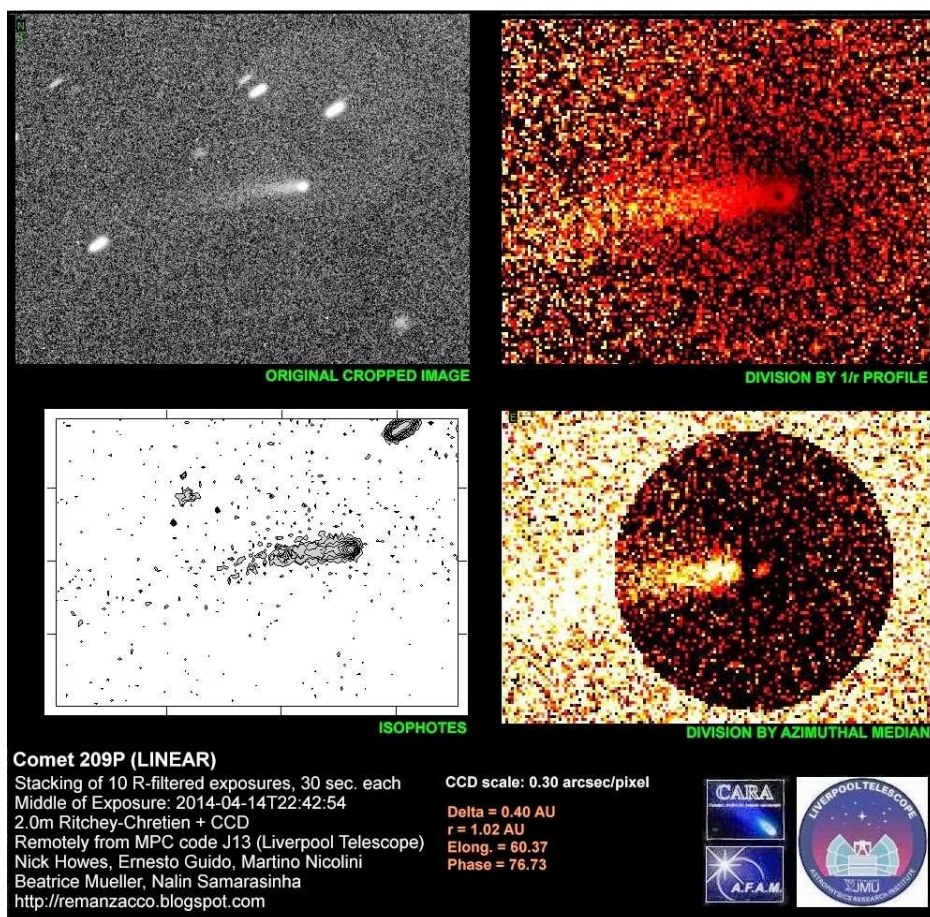 N
ORIGINAL CROPPED IMAGE
DIVISION BY 1/r PROFILE
E
ISOPHOTES
DIVISION BY AZIMUTHAL MEDIAN
Comet 209P (LINEAR)
Stacking of 10 R-filtered exposures, 30 sec. each
Middle of Exposure: 2014-04-14T22:42:54
2.0m Ritchey-Chretien + CCD
Remotely from MPC code J13 (Liverpool Telescope)
Nick Howes, Ernesto Guido, Martino Nicolini
Beatrice Mueller, Nalin Samarasinha
http://remanzacco.blogspot.com
CCD scale: 0.30 arcsec/pixel
Delta = 0.40 AU
r = 1.02 AU
Elong. = 60.37
Phase = 76.73
CARA
A.F.A.M.
LIVERPOOL TELESCOPE
JMU
ASTROPHYSICS RESEARCH INSTITUTE